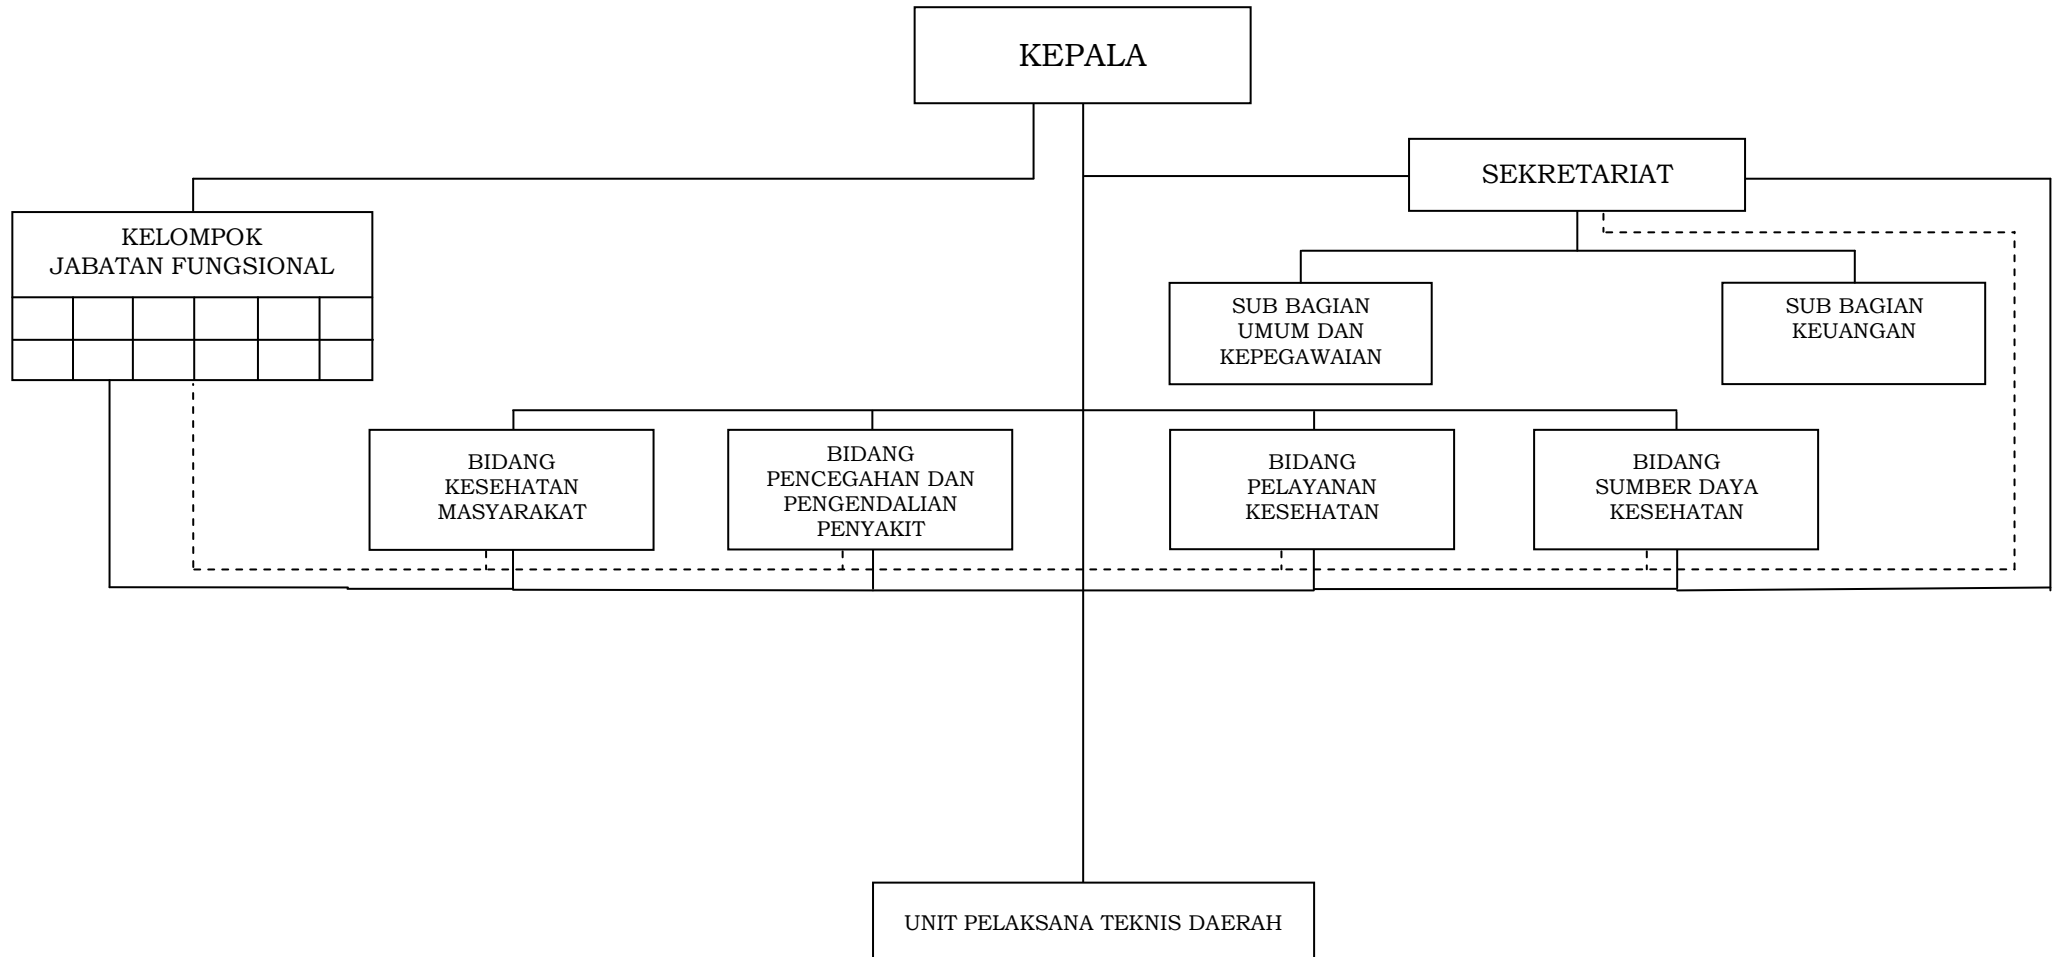 KEPALA
SEKRETARIAT
KELOMPOK
JABATAN FUNGSIONAL
SUB BAGIAN
UMUM DAN
KEPEGAWAIAN
SUB BAGIAN
KEUANGAN
BIDANG
KESEHATAN
MASYARAKAT
BIDANG
PENCEGAHAN DAN
PENGENDALIAN
PENYAKIT
BIDANG
PELAYANAN
KESEHATAN
BIDANG
SUMBER DAYA
KESEHATAN
UNIT PELAKSANA TEKNIS DAERAH